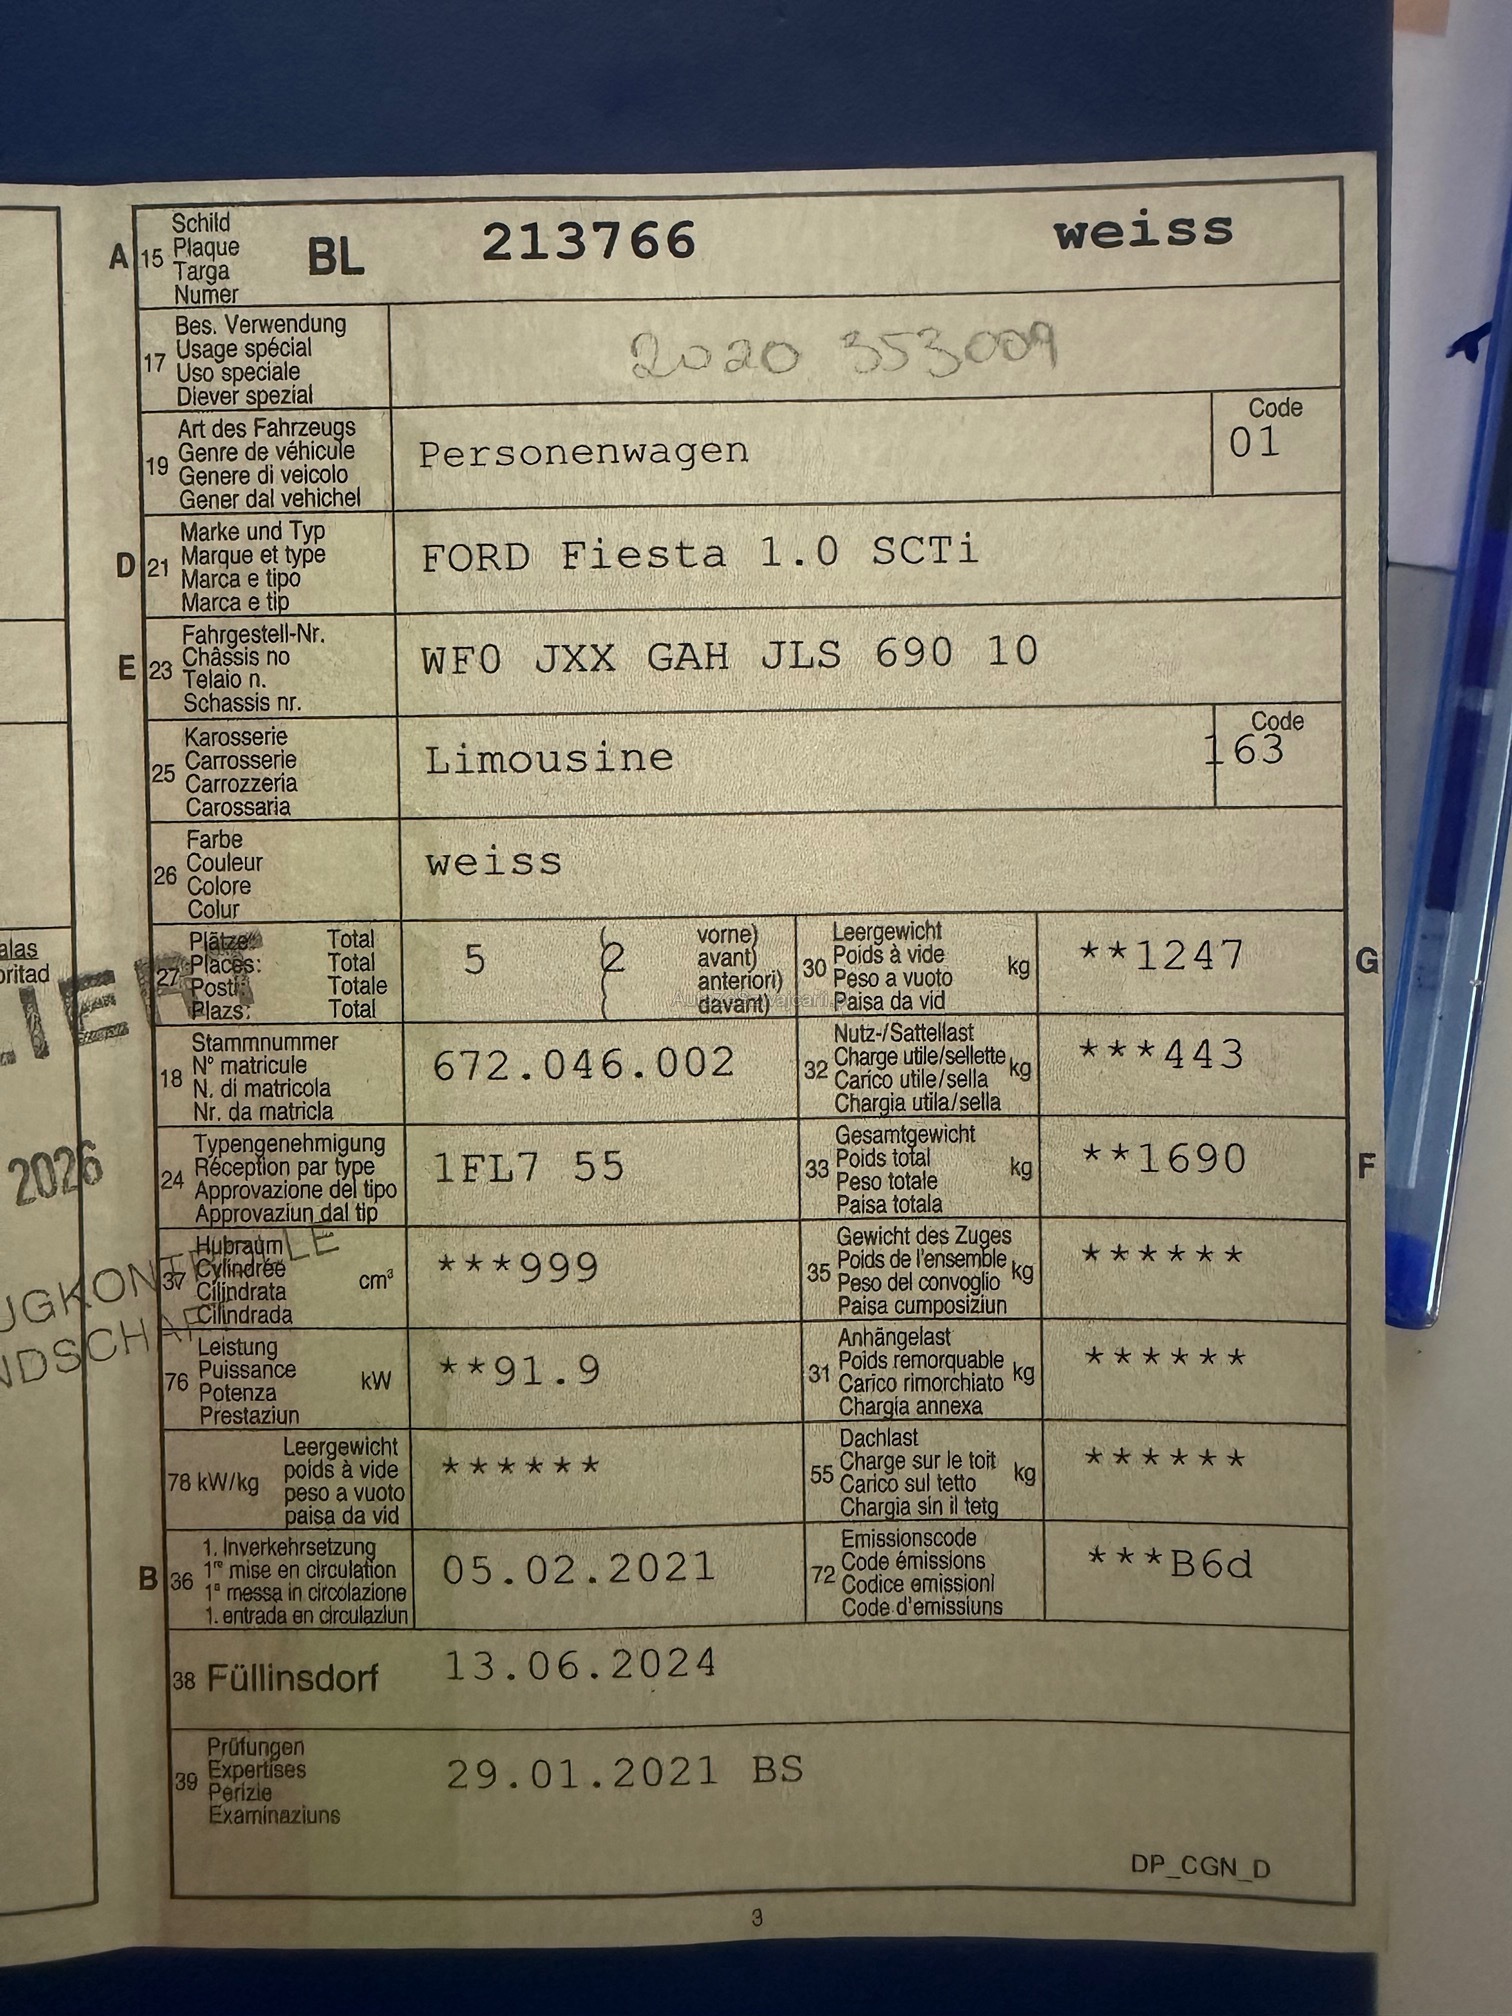 A 15 Schild
Plaque
Targa
Numer
BL 213766 weiss
17 Bes. Verwendung
Usage spécial
Uso speciale
Diever spezial
2020 353009
19 Art des Fahrzeugs
Genre de véhicule
Genere di veicolo
Gener dal vehichel
Personenwagen
Code
01
D 21 Marke und Typ
Marque et type
Marca e tipo
Marca e tip
FORD Fiesta 1.0 SCTi
E 23 Fahrgestell-Nr.
Châssis no
Telaio n.
Schassis nr.
WF0 JXX GAH JLS 690 10
25 Karosserie
Carrosserie
Carrozzeria
Carossaria
Limousine
Code
163
26 Farbe
Couleur
Colore
Colur
weiss
alas
oritad
27 Plätze: Total
Places: Total
Posti: Totale
Plazs: Total
5 (2 vorne)
avant)
anteriori)
davant)
30 Leergewicht
Poids à vide
Peso a vuoto
Paisa da vid
kg
**1247
G
18 Stammnummer
N° matricule
N. di matricola
Nr. da matricla
672.046.002
32 Nutz-/Sattellast
Charge utile/sellette
Carico utile/sella
Chargia utila/sella
kg
***443
24 Typengenehmigung
Réception par type
Approvazione del tipo
Approvaziun dal tip
1FL7 55
33 Gesamtgewicht
Poids total
Peso totale
Paisa totala
kg
**1690
F
2026
37 Hubraum
Cylindrée
Cilindrata
Cilindrada
cm³
***999
35 Gewicht des Zuges
Poids de l'ensemble
Peso del convoglio
Paisa cumposiziun
kg
******
UGKONTROLLE
NDSCHAFT
76 Leistung
Puissance
Potenza
Prestaziun
kW
**91.9
31 Anhängelast
Poids remorquable
Carico rimorchiato
Chargia annexa
kg
******
78 kW/kg
Leergewicht
poids à vide
peso a vuoto
paisa da vid
******
55 Dachlast
Charge sur le toit
Carico sul tetto
Chargia sin il tetg
kg
******
B 36 1. Inverkehrsetzung
1re mise en circulation
1a messa in circolazione
1. entrada en circulaziun
05.02.2021
72 Emissionscode
Code émissions
Codice emissioni
Code d'emissiuns
***B6d
38 Füllinsdorf 13.06.2024
39 Prüfungen
Expertises
Perizie
Examinaziuns
29.01.2021 BS
DP_CGN_D
3